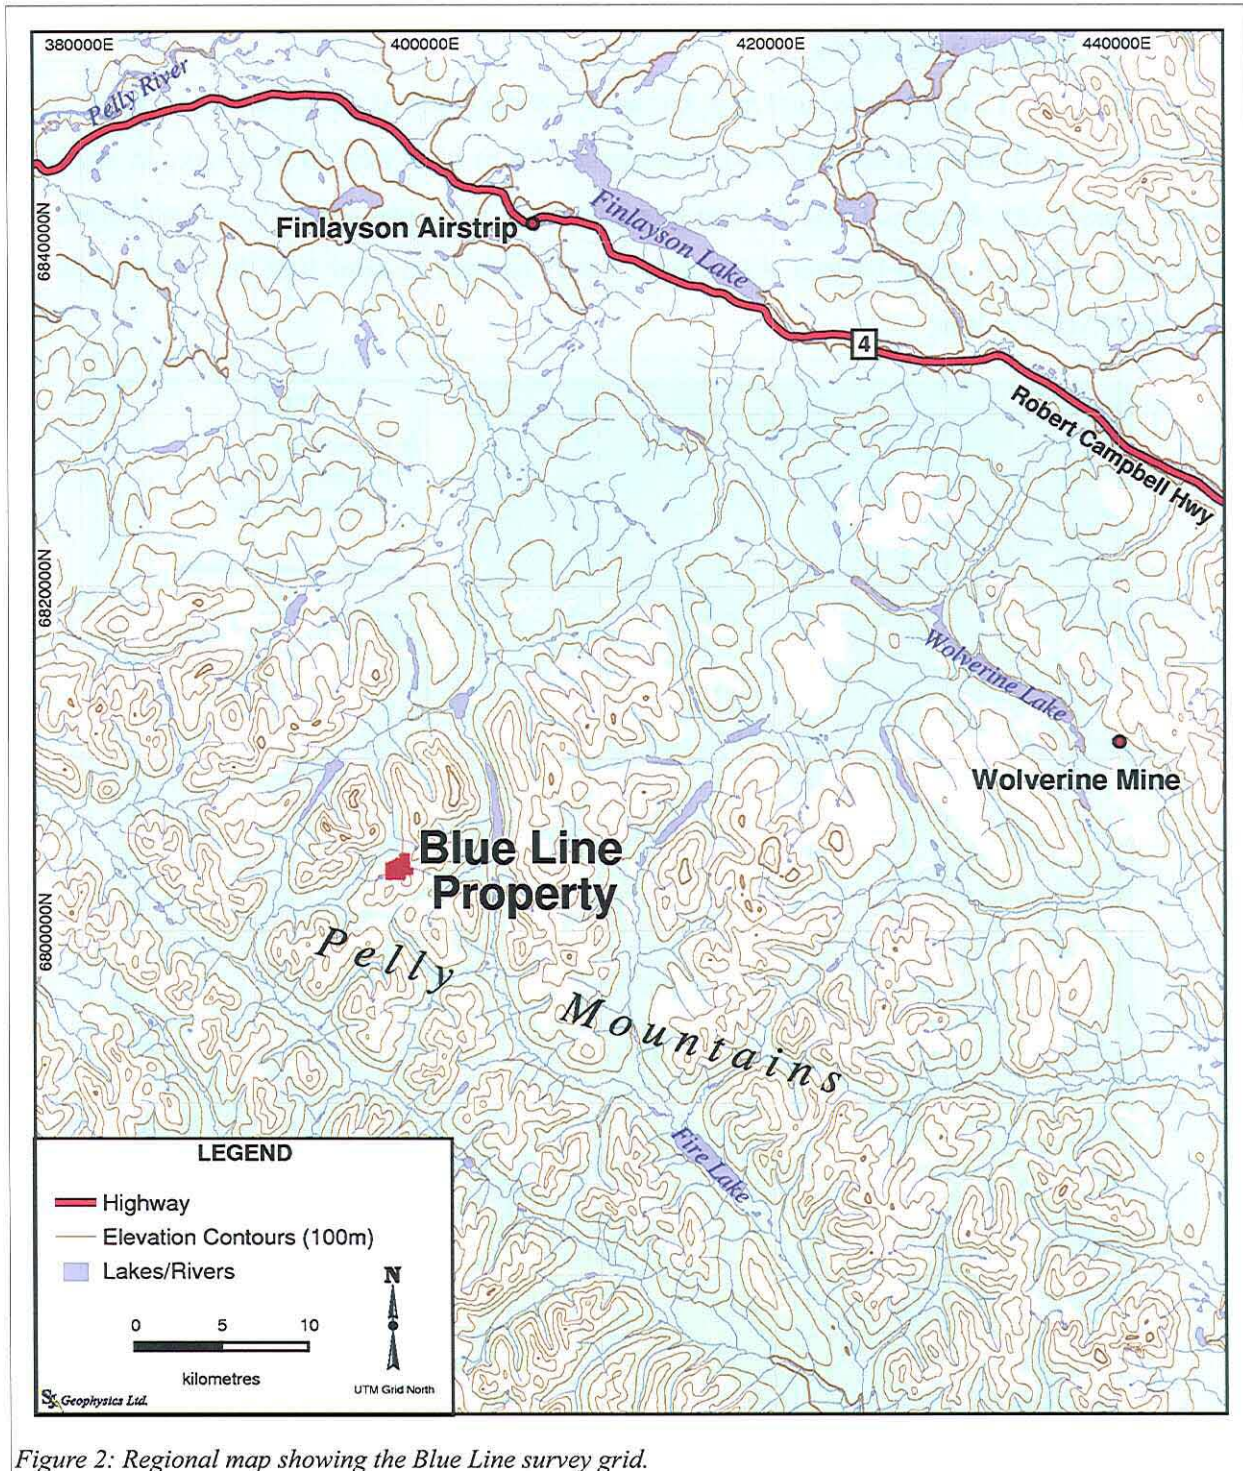 380000E
400000E
420000E
440000E
Pelly River
6840000N
Finlayson Airstrip
Finlayson Lake
4
Robert Campbell Hwy
6820000N
Wolverine Lake
Wolverine Mine
Blue Line
Property
6800000N
Pelly
Mountains
Fire Lake
LEGEND
Highway
Elevation Contours (100m)
Lakes/Rivers
N
0 5 10
kilometres
UTM Grid North
SJ Geophysics Ltd.
Figure 2: Regional map showing the Blue Line survey grid.